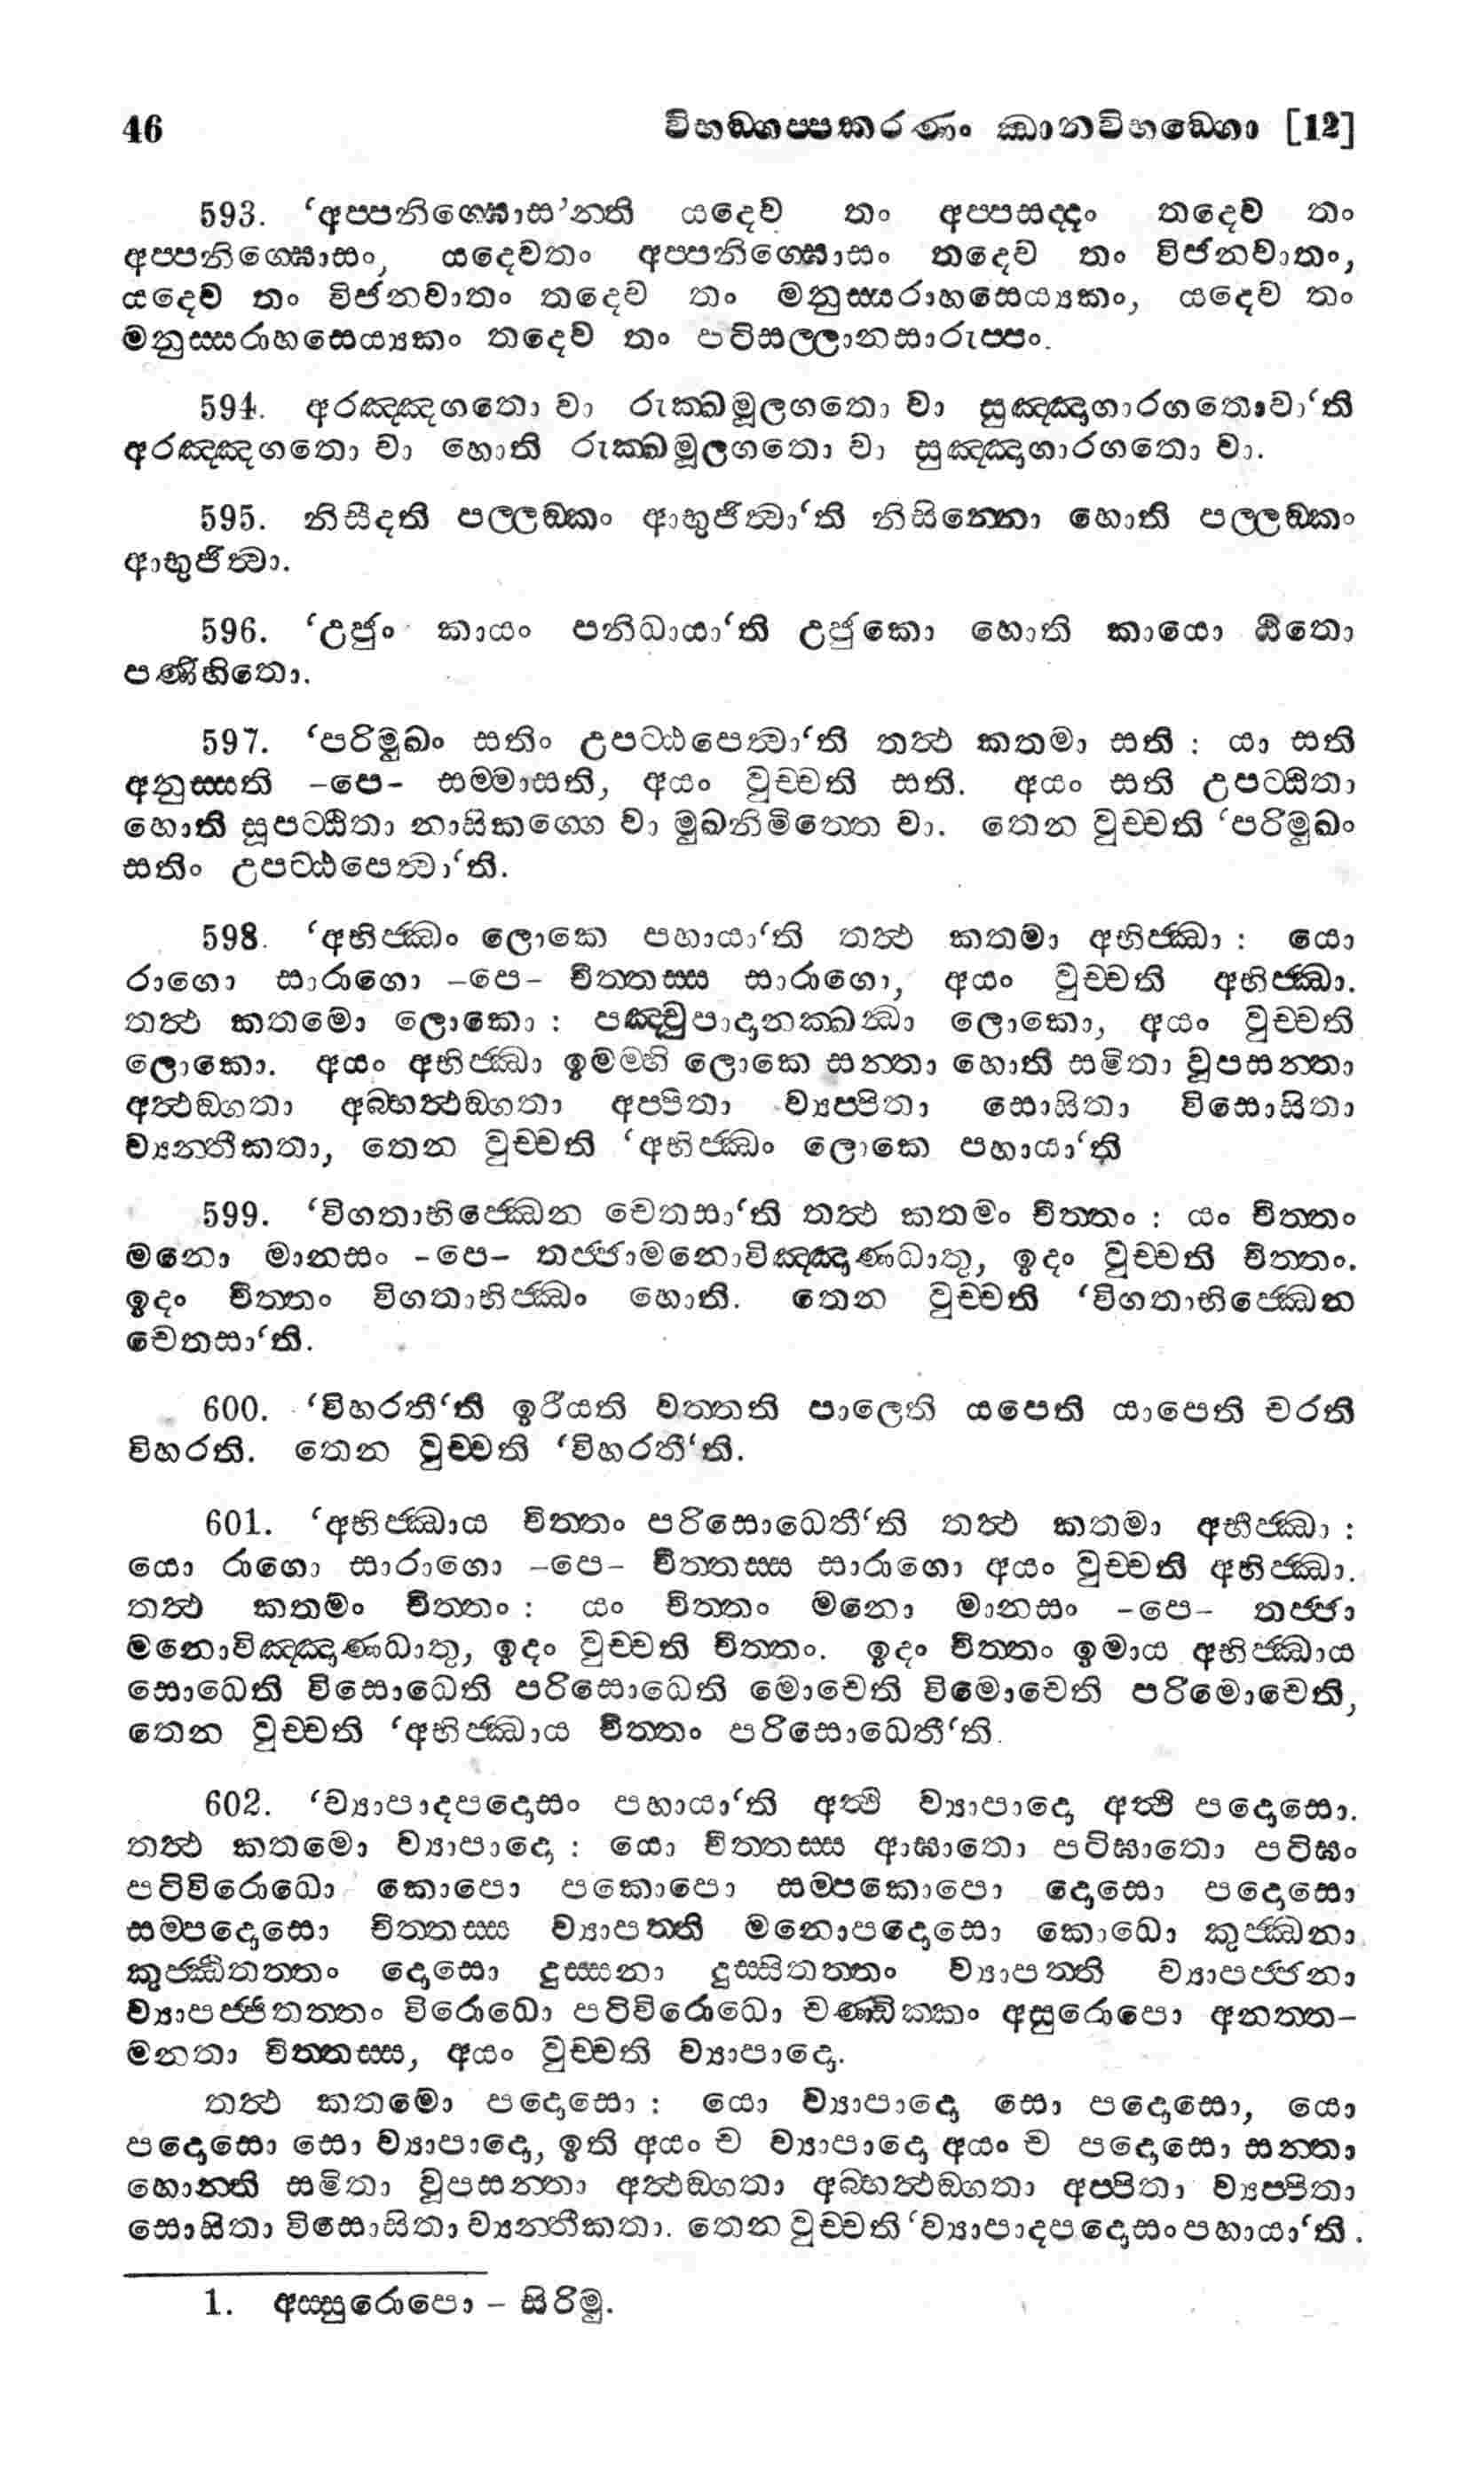 46 විභඞ්ගප්පකරණං ඣානවිභඞ්ගො [12]
593. ‘අප්පනිග්ඝොස’න්ති යදෙව තං අප්පසද්දං තදෙව තං
අප්පනිග්ඝොසං, යදෙවතං අප්පනිග්ඝොසං තදෙව තං විජනවාතං,
යදෙව තං විජනවාතං තදෙව තං මනුස්සරාහසෙය්‍යකං, යදෙව තං
මනුස්සරාහසෙය්‍යකං තදෙව තං පටිසල්ලානසාරුප්පං.
594. අරඤ්ඤගතො වා රුක්ඛමූලගතො වා සුඤ්ඤාගාරගතොවා‘ති
අරඤ්ඤගතො වා හොති රුක්ඛමූලගතො වා සුඤ්ඤාගාරගතො වා.
595. නිසීදති පල්ලඞ්කං ආභුජිත්‍වා‘ති නිසින්නො හොති පල්ලඞ්කං
ආභුජිත්‍වා.
596. ‘උජුං කායං පනිධායා‘ති උජුකො හොති කායො ඨිතො
පණිහිතො.
597. ‘පරිමුඛං සතිං උපට්ඨපෙත්‍වා‘ති තත්‍ථ කතමා සති : යා සති
අනුස්සති –පෙ– සම්මාසති, අයං වුච්චති සති. අයං සති උපට්ඨිතා
හොති සූපට්ඨිතා නාසිකග්ගෙ වා මුඛනිමිත්තෙ වා. තෙන වුච්චති ‘පරිමුඛං
සතිං උපට්ඨපෙත්‍වා‘ති.
598. ‘අභිජ්ඣං ලොකෙ පහායා‘ති තත්‍ථ කතමා අභිජ්ඣා : යො
රාගො සාරාගො –පෙ– චිත්තස්ස සාරාගො, අයං වුච්චති අභිජ්ඣා.
තත්‍ථ කතමො ලොකො : පඤ්චුපාදානක්ඛන්‍ධා ලොකො, අයං වුච්චති
ලොකො. අයං අභිජ්ඣා ඉමම්හි ලොකෙ සන්තා හොති සමිතා වූපසන්තා
අත්‍ථඞ්ගතා අබ්භත්‍ථඞ්ගතා අප්පිතා ව්‍යප්පිතා සොසිතා විසොසිතා
ව්‍යන්තීකතා, තෙන වුච්චති ‘අභිජ්ඣං ලොකෙ පහායා‘ති
599. ‘විගතාභිජ්ඣෙන චෙතසා‘ති තත්‍ථ කතමං චිත්තං : යං චිත්තං
මනො මානසං –පෙ– තජ්ජාමනොවිඤ්ඤාණධාතු, ඉදං වුච්චති චිත්තං.
ඉදං චිත්තං විගතාභිජ්ඣං හොති. තෙන වුච්චති ‘විගතාභිජ්ඣෙන
චෙතසා‘ති.
600. ‘විහරතී‘ති ඉරීයති වත්තති පාලෙති යපෙති යාපෙති චරති
විහරති. තෙන වුච්චති ‘විහරතී‘ති.
601. ‘අභිජ්ඣාය චිත්තං පරිසොධෙතී‘ති තත්‍ථ කතමා අභිජ්ඣා :
යො රාගො සාරාගො –පෙ– චිත්තස්ස සාරාගො අයං වුච්චති අභිජ්ඣා.
තත්‍ථ කතමං චිත්තං : යං චිත්තං මනො මානසං –පෙ– තජ්ජා
මනොවිඤ්ඤාණධාතු, ඉදං වුච්චති චිත්තං. ඉදං චිත්තං ඉමාය අභිජ්ඣාය
සොධෙති විසොධෙති පරිසොධෙති මොචෙති විමොචෙති පරිමොචෙති,
තෙන වුච්චති ‘අභිජ්ඣාය චිත්තං පරිසොධෙතී‘ති.
602. ‘ව්‍යාපාදපදොසං පහායා‘ති අත්‍ථි ව්‍යාපාදො අත්‍ථි පදොසො.
තත්‍ථ කතමො ව්‍යාපාදො : යො චිත්තස්ස ආඝාතො පටිඝාතො පටිඝං
පටිවිරොධො කොපො පකොපො සම්පකොපො දොසො පදොසො
සම්පදොසො චිත්තස්ස ව්‍යාපත්ති මනොපදොසො කොධො කුජ්ඣනා
කුජ්ඣිතත්තං දොසො දුස්සනා දුස්සිතත්තං ව්‍යාපත්ති ව්‍යාපජ්ජනා
ව්‍යාපජ්ජිතත්තං විරොධො පටිවිරොධො චණ්ඩික්කං අසුරොපො අනත්ත–
මනතා චිත්තස්ස, අයං වුච්චති ව්‍යාපාදො.
තත්‍ථ කතමො පදොසො : යො ව්‍යාපාදො සො පදොසො, යො
පදොසො සො ව්‍යාපාදො, ඉති අයං ච ව්‍යාපාදො අයං ච පදොසො සන්තා
හොන්ති සමිතා වූපසන්තා අත්‍ථඞ්ගතා අබ්භත්‍ථඞ්ගතා අප්පිතා ව්‍යප්පිතා
සොසිතා විසොසිතා ව්‍යන්තීකතා. තෙන වුච්චති ‘ව්‍යාපාදපදොසං පහායා‘ති.
1. අස්සුරොපො – සිරිමු.